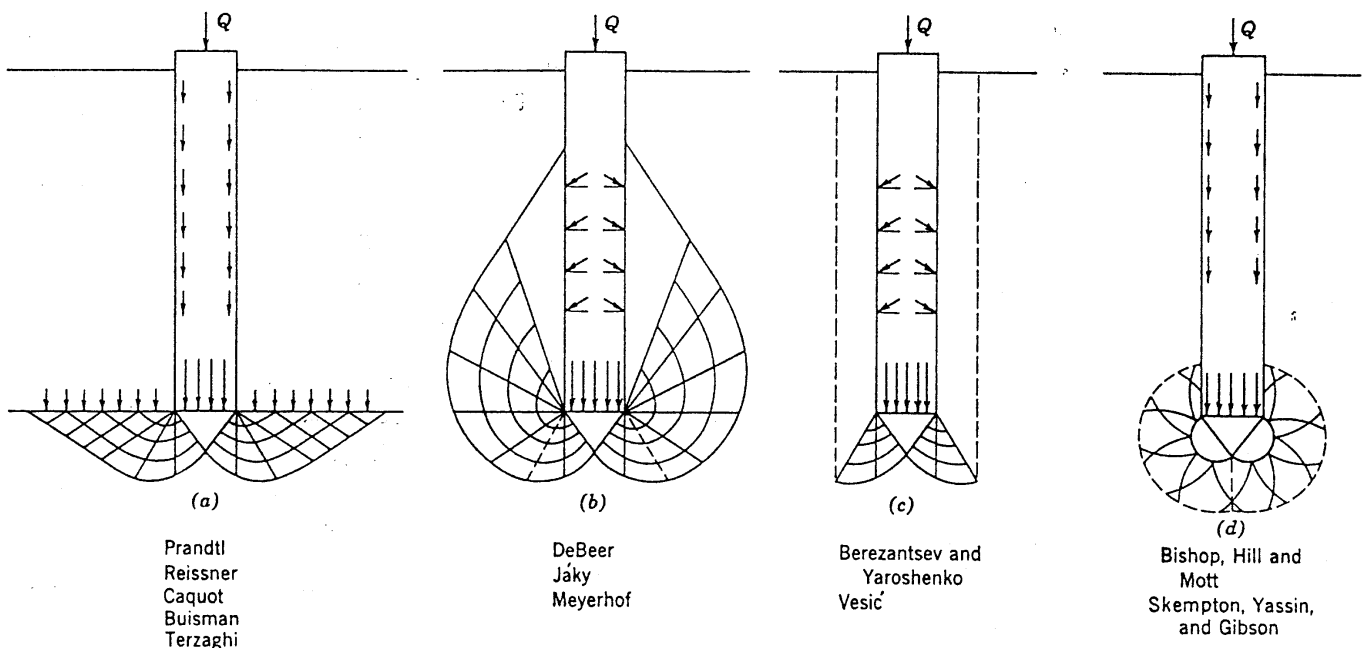 Q
Q
Q
Q
(a)
(b)
(c)
(d)
Prandtl
Reissner
Caquot
Buisman
Terzaghi
DeBeer
Jáky
Meyerhof
Berezantsev and
Yaroshenko
Vesić
Bishop, Hill and
Mott
Skempton, Yassin,
and Gibson